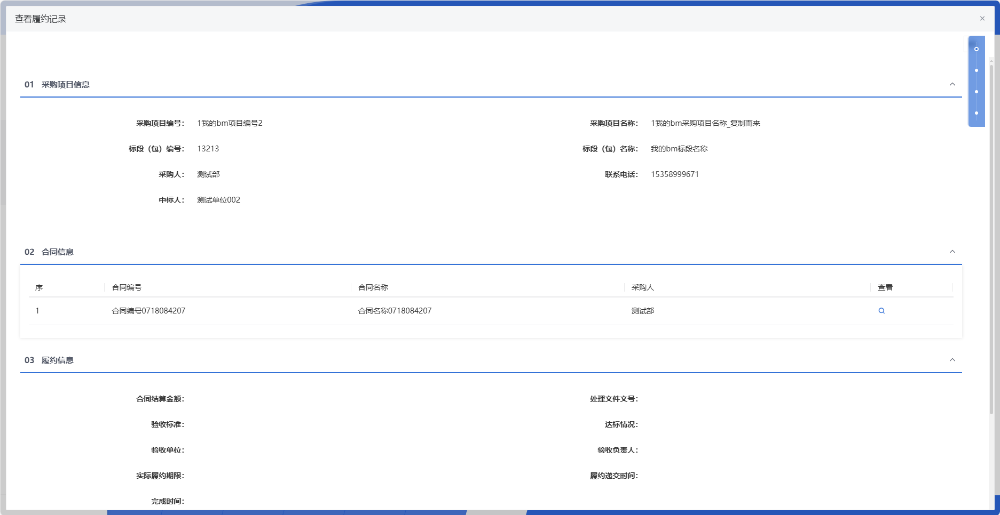 查看履约记录
01 采购项目信息
采购项目编号： 1我的bm项目编号2 采购项目名称： 1我的bm采购项目名称_复制而来
标段（包）编号： 13213 标段（包）名称： 我的bm标段名称
采购人： 测试部 联系电话： 15358999671
中标人： 测试单位002
02 合同信息
序 合同编号 合同名称 采购人 查看
1 合同编号0718084207 合同名称0718084207 测试部
03 履约信息
合同结算金额： 处理文件文号：
验收标准： 达标情况：
验收单位： 验收负责人：
实际履约期限： 履约递交时间：
完成时间：